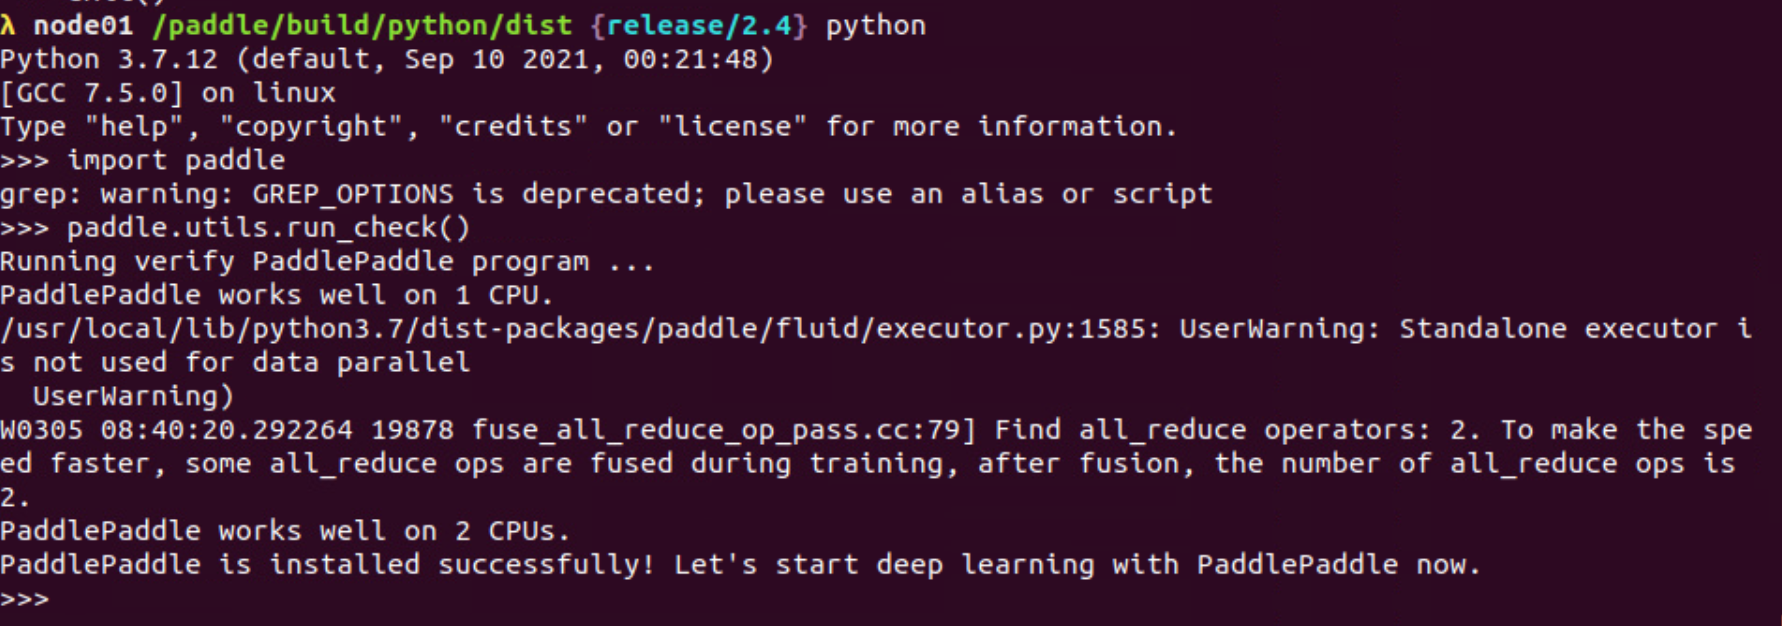 λ node01 /paddle/build/python/dist {release/2.4} python
Python 3.7.12 (default, Sep 10 2021, 00:21:48)
[GCC 7.5.0] on linux
Type "help", "copyright", "credits" or "license" for more information.
>>> import paddle
grep: warning: GREP_OPTIONS is deprecated; please use an alias or script
>>> paddle.utils.run_check()
Running verify PaddlePaddle program ...
PaddlePaddle works well on 1 CPU.
/usr/local/lib/python3.7/dist-packages/paddle/fluid/executor.py:1585: UserWarning: Standalone executor i
s not used for data parallel
  UserWarning)
W0305 08:40:20.292264 19878 fuse_all_reduce_op_pass.cc:79] Find all_reduce operators: 2. To make the spe
ed faster, some all_reduce ops are fused during training, after fusion, the number of all_reduce ops is
2.
PaddlePaddle works well on 2 CPUs.
PaddlePaddle is installed successfully! Let's start deep learning with PaddlePaddle now.
>>>